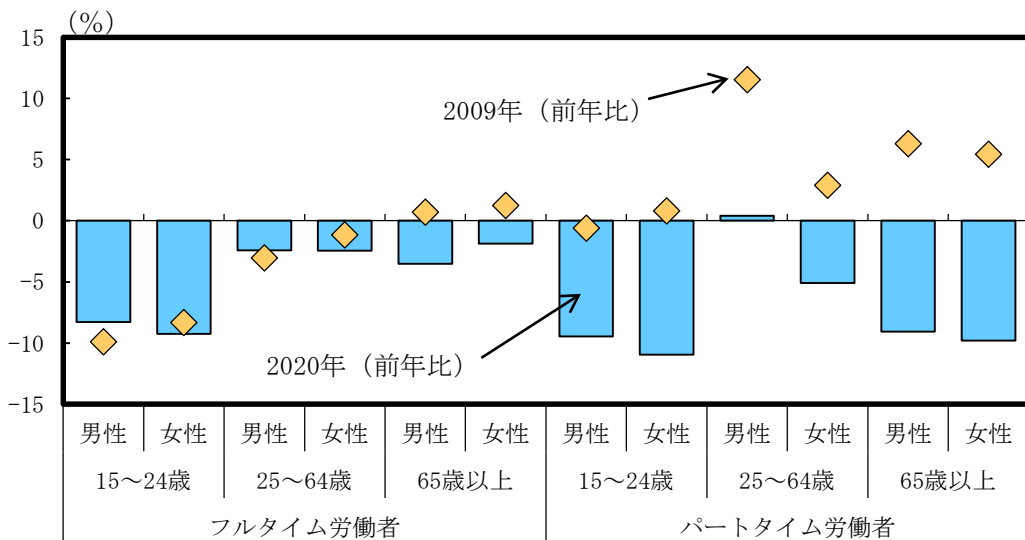 (%)
15
10
5
0
-5
-10
-15
2009年（前年比）
2020年（前年比）
男性 女性 男性 女性 男性 女性 男性 女性 男性 女性 男性 女性
15～24歳 25～64歳 65歳以上 15～24歳 25～64歳 65歳以上
フルタイム労働者 パートタイム労働者